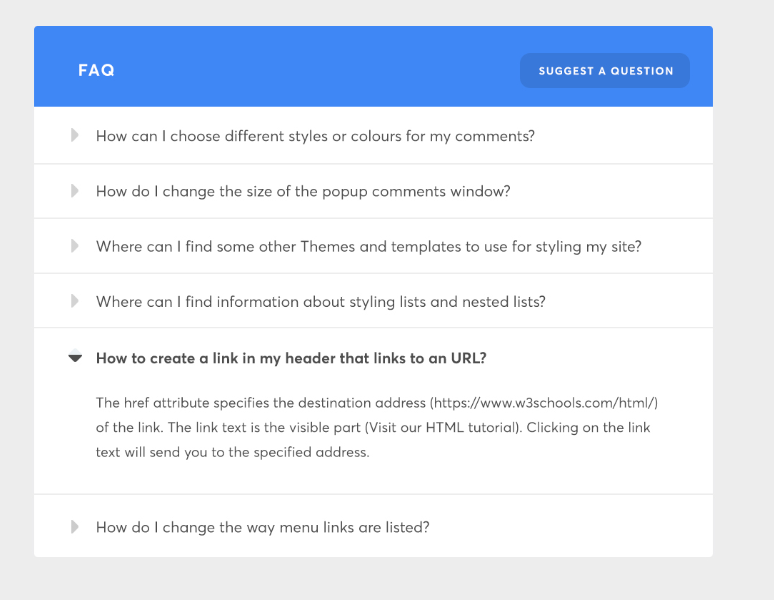 FAQ
SUGGEST A QUESTION
How can I choose different styles or colours for my comments?
How do I change the size of the popup comments window?
Where can I find some other Themes and templates to use for styling my site?
Where can I find information about styling lists and nested lists?
How to create a link in my header that links to an URL?
The href attribute specifies the destination address (https://www.w3schools.com/html/)
of the link. The link text is the visible part (Visit our HTML tutorial). Clicking on the link
text will send you to the specified address.
How do I change the way menu links are listed?